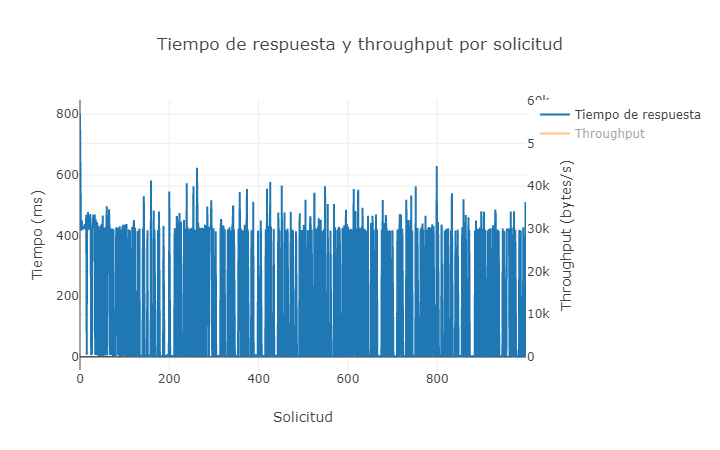 Tiempo de respuesta y throughput por solicitud
800
600
400
200
0
Tiempo (ms)
0
200
400
600
800
Solicitud
5
40k
30k
20k
10k
0
Throughput (bytes/s)
Tiempo de respuesta
Throughput